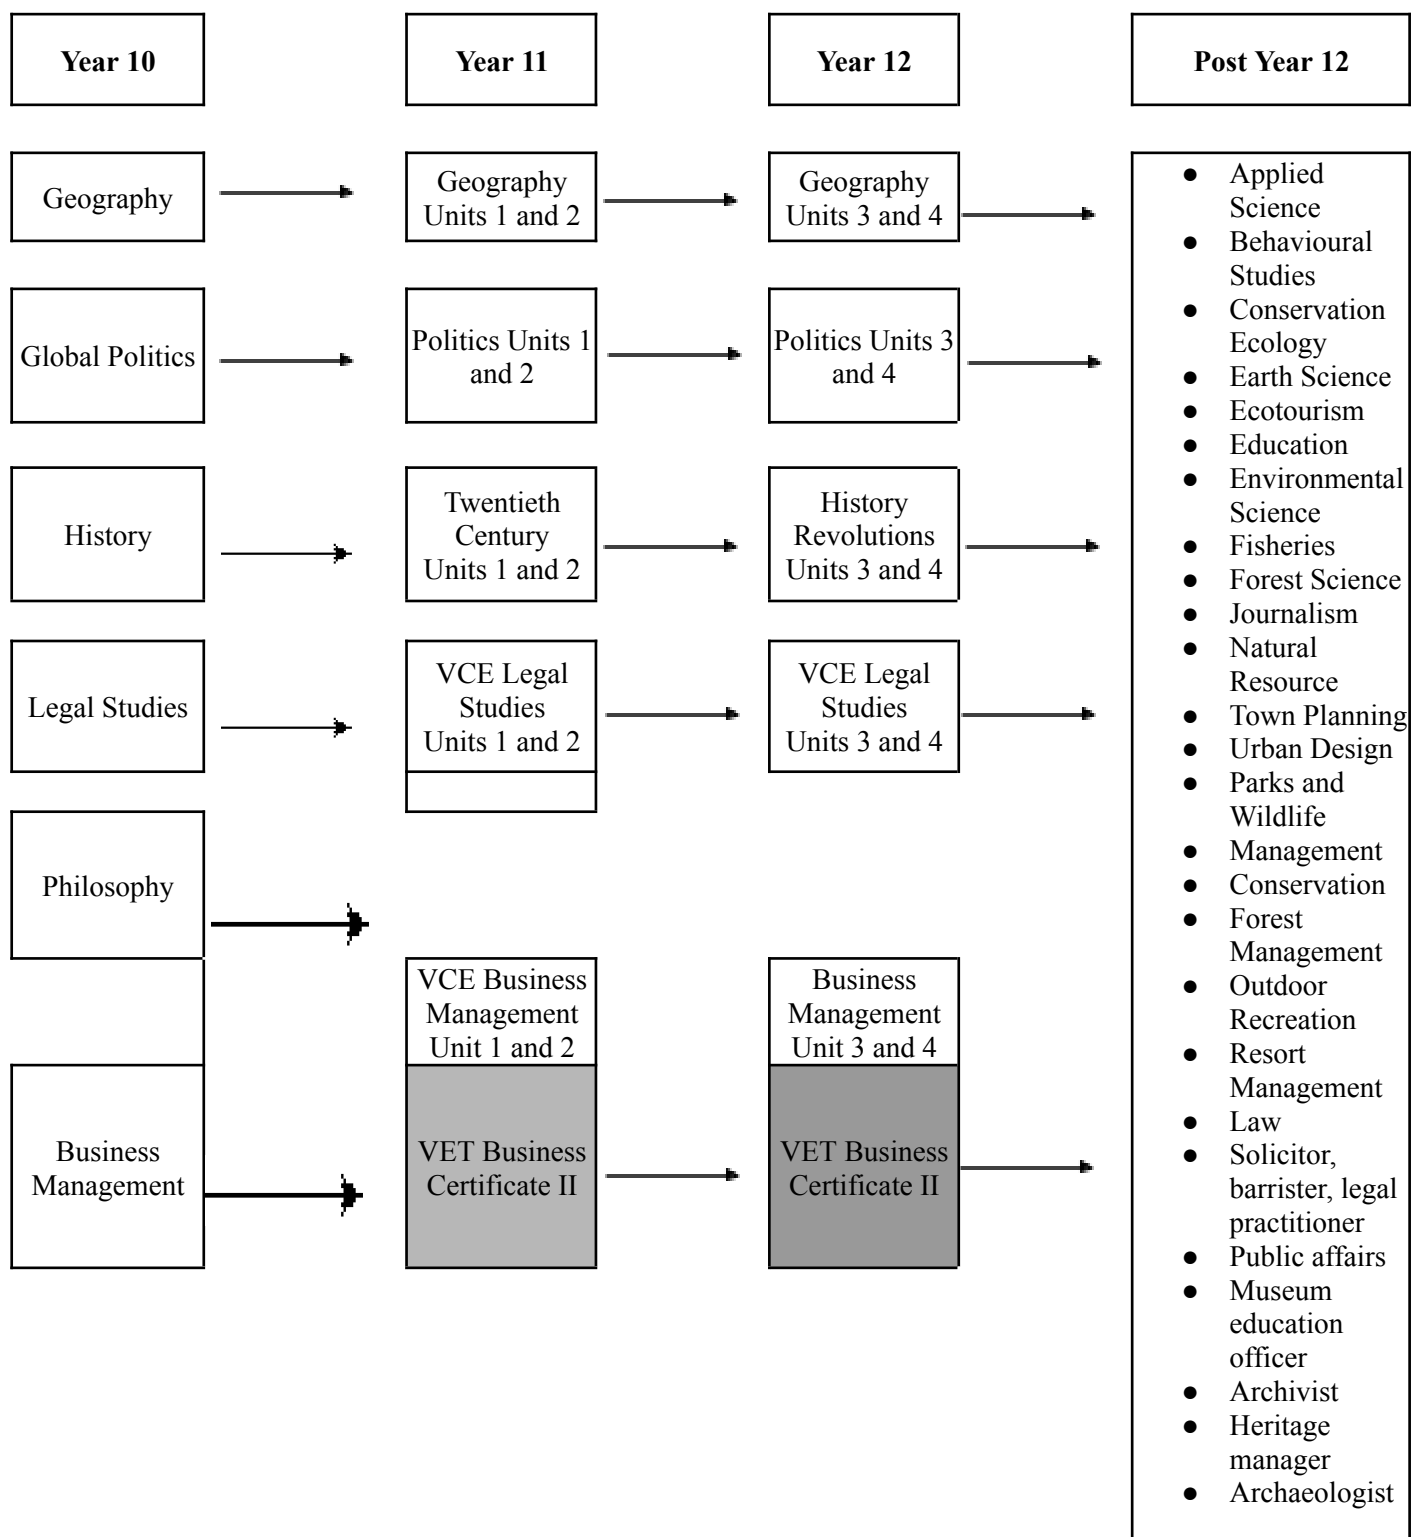 Year 10
Year 11
Year 12
Post Year 12
Geography
Geography
Units 1 and 2
Geography
Units 3 and 4
Global Politics
Politics Units 1
and 2
Politics Units 3
and 4
History
Twentieth
Century
Units 1 and 2
History
Revolutions
Units 3 and 4
Legal Studies
VCE Legal
Studies
Units 1 and 2
VCE Legal
Studies
Units 3 and 4
Philosophy
Business
Management
VCE Business
Management
Unit 1 and 2
Business
Management
Unit 3 and 4
VET Business
Certificate II
VET Business
Certificate II
● Applied
Science
● Behavioural
Studies
● Conservation
Ecology
● Earth Science
● Ecotourism
● Education
● Environmental
Science
● Fisheries
● Forest Science
● Journalism
● Natural
Resource
● Town Planning
● Urban Design
● Parks and
Wildlife
● Management
● Conservation
● Forest
Management
● Outdoor
Recreation
● Resort
Management
● Law
● Solicitor,
barrister, legal
practitioner
● Public affairs
● Museum
education
officer
● Archivist
● Heritage
manager
● Archaeologist